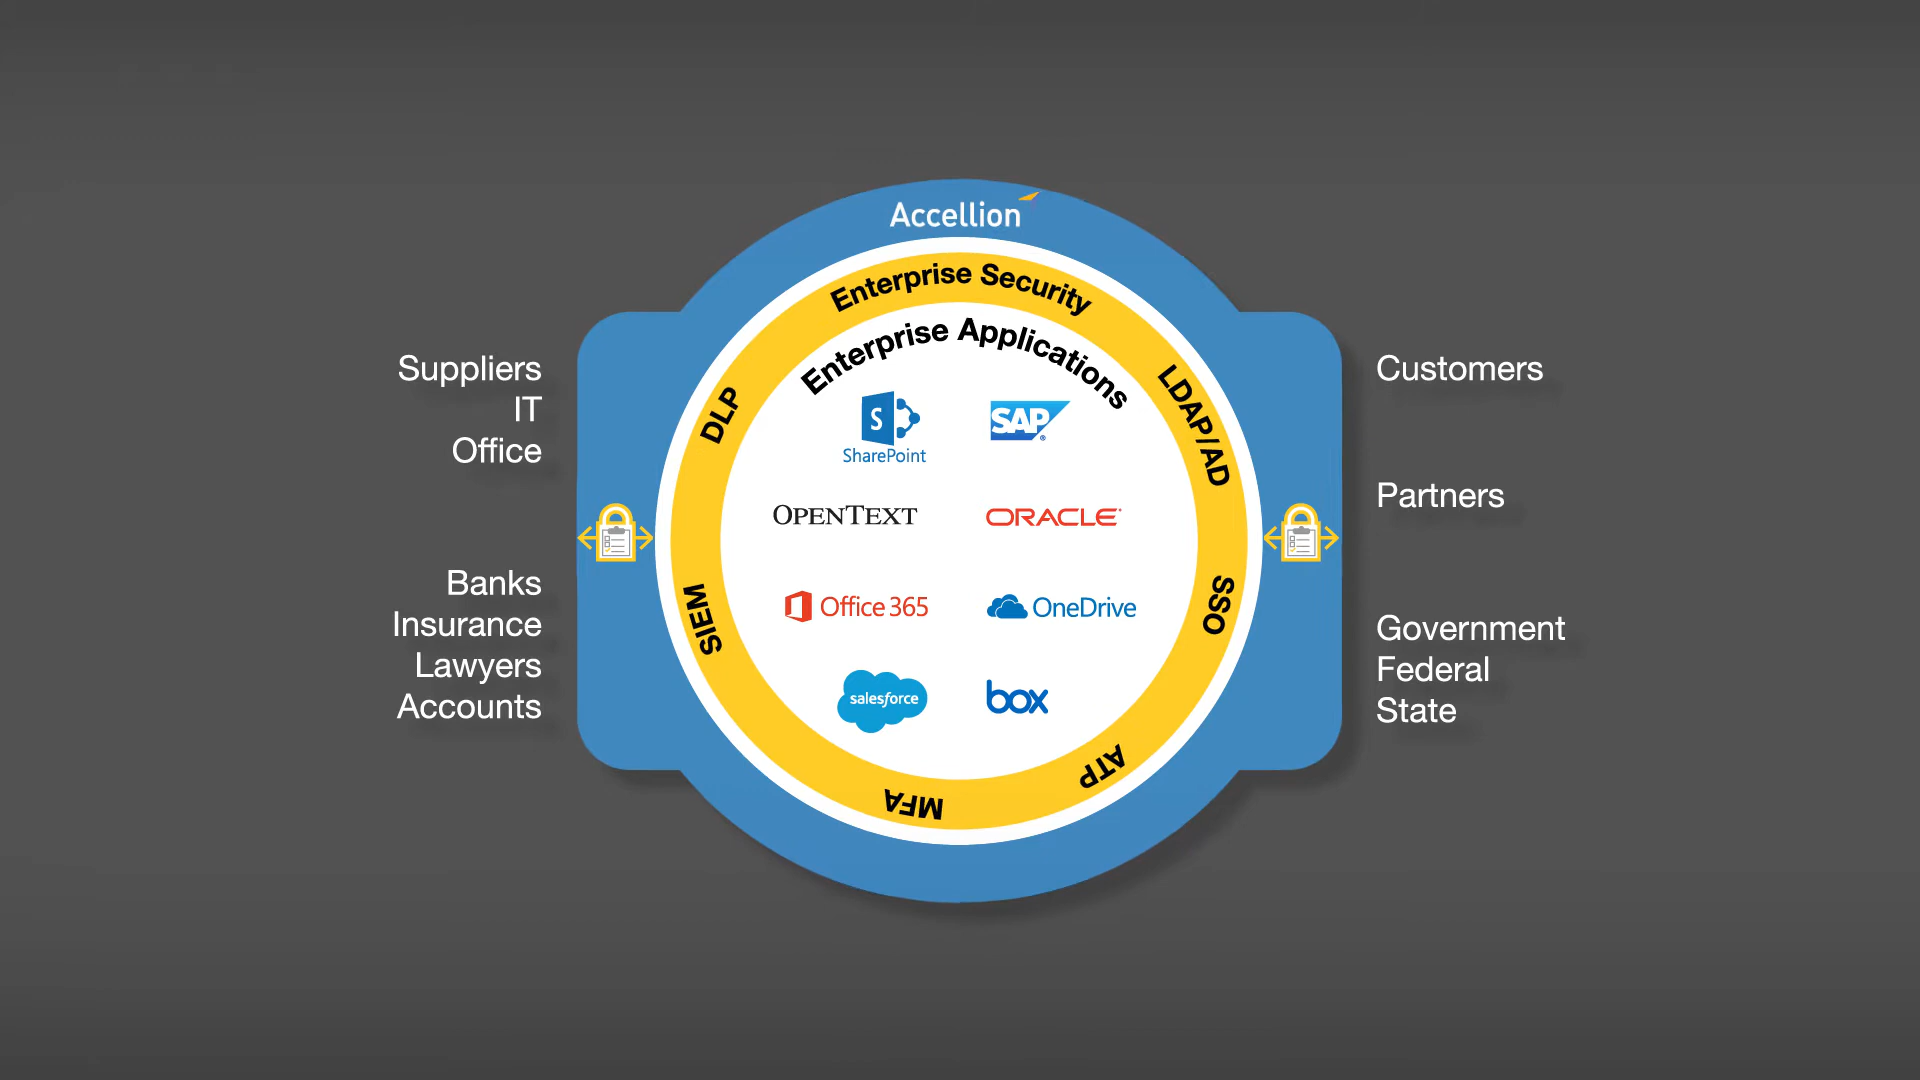 Accellion
Enterprise Security
Enterprise Applications
DLP
LDAP/AD
SIEM
SSO
MFA
ATP
S
SharePoint
SAP®
OPENTEXT
ORACLE®
Office 365
OneDrive
salesforce
box
Suppliers
IT
Office
Banks
Insurance
Lawyers
Accounts
Customers
Partners
Government
Federal
State